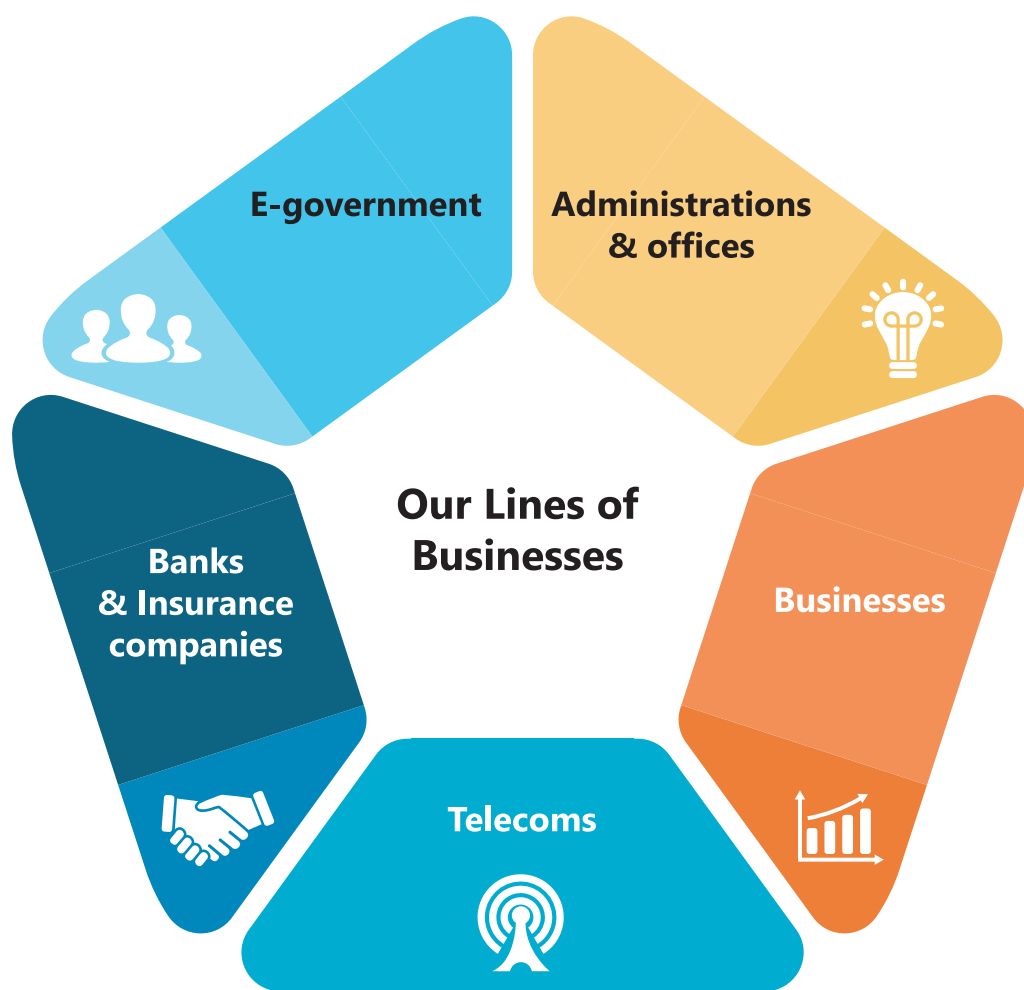 E-government
Administrations
& offices
Our Lines of
Businesses
Banks
& Insurance
companies
Businesses
Telecoms